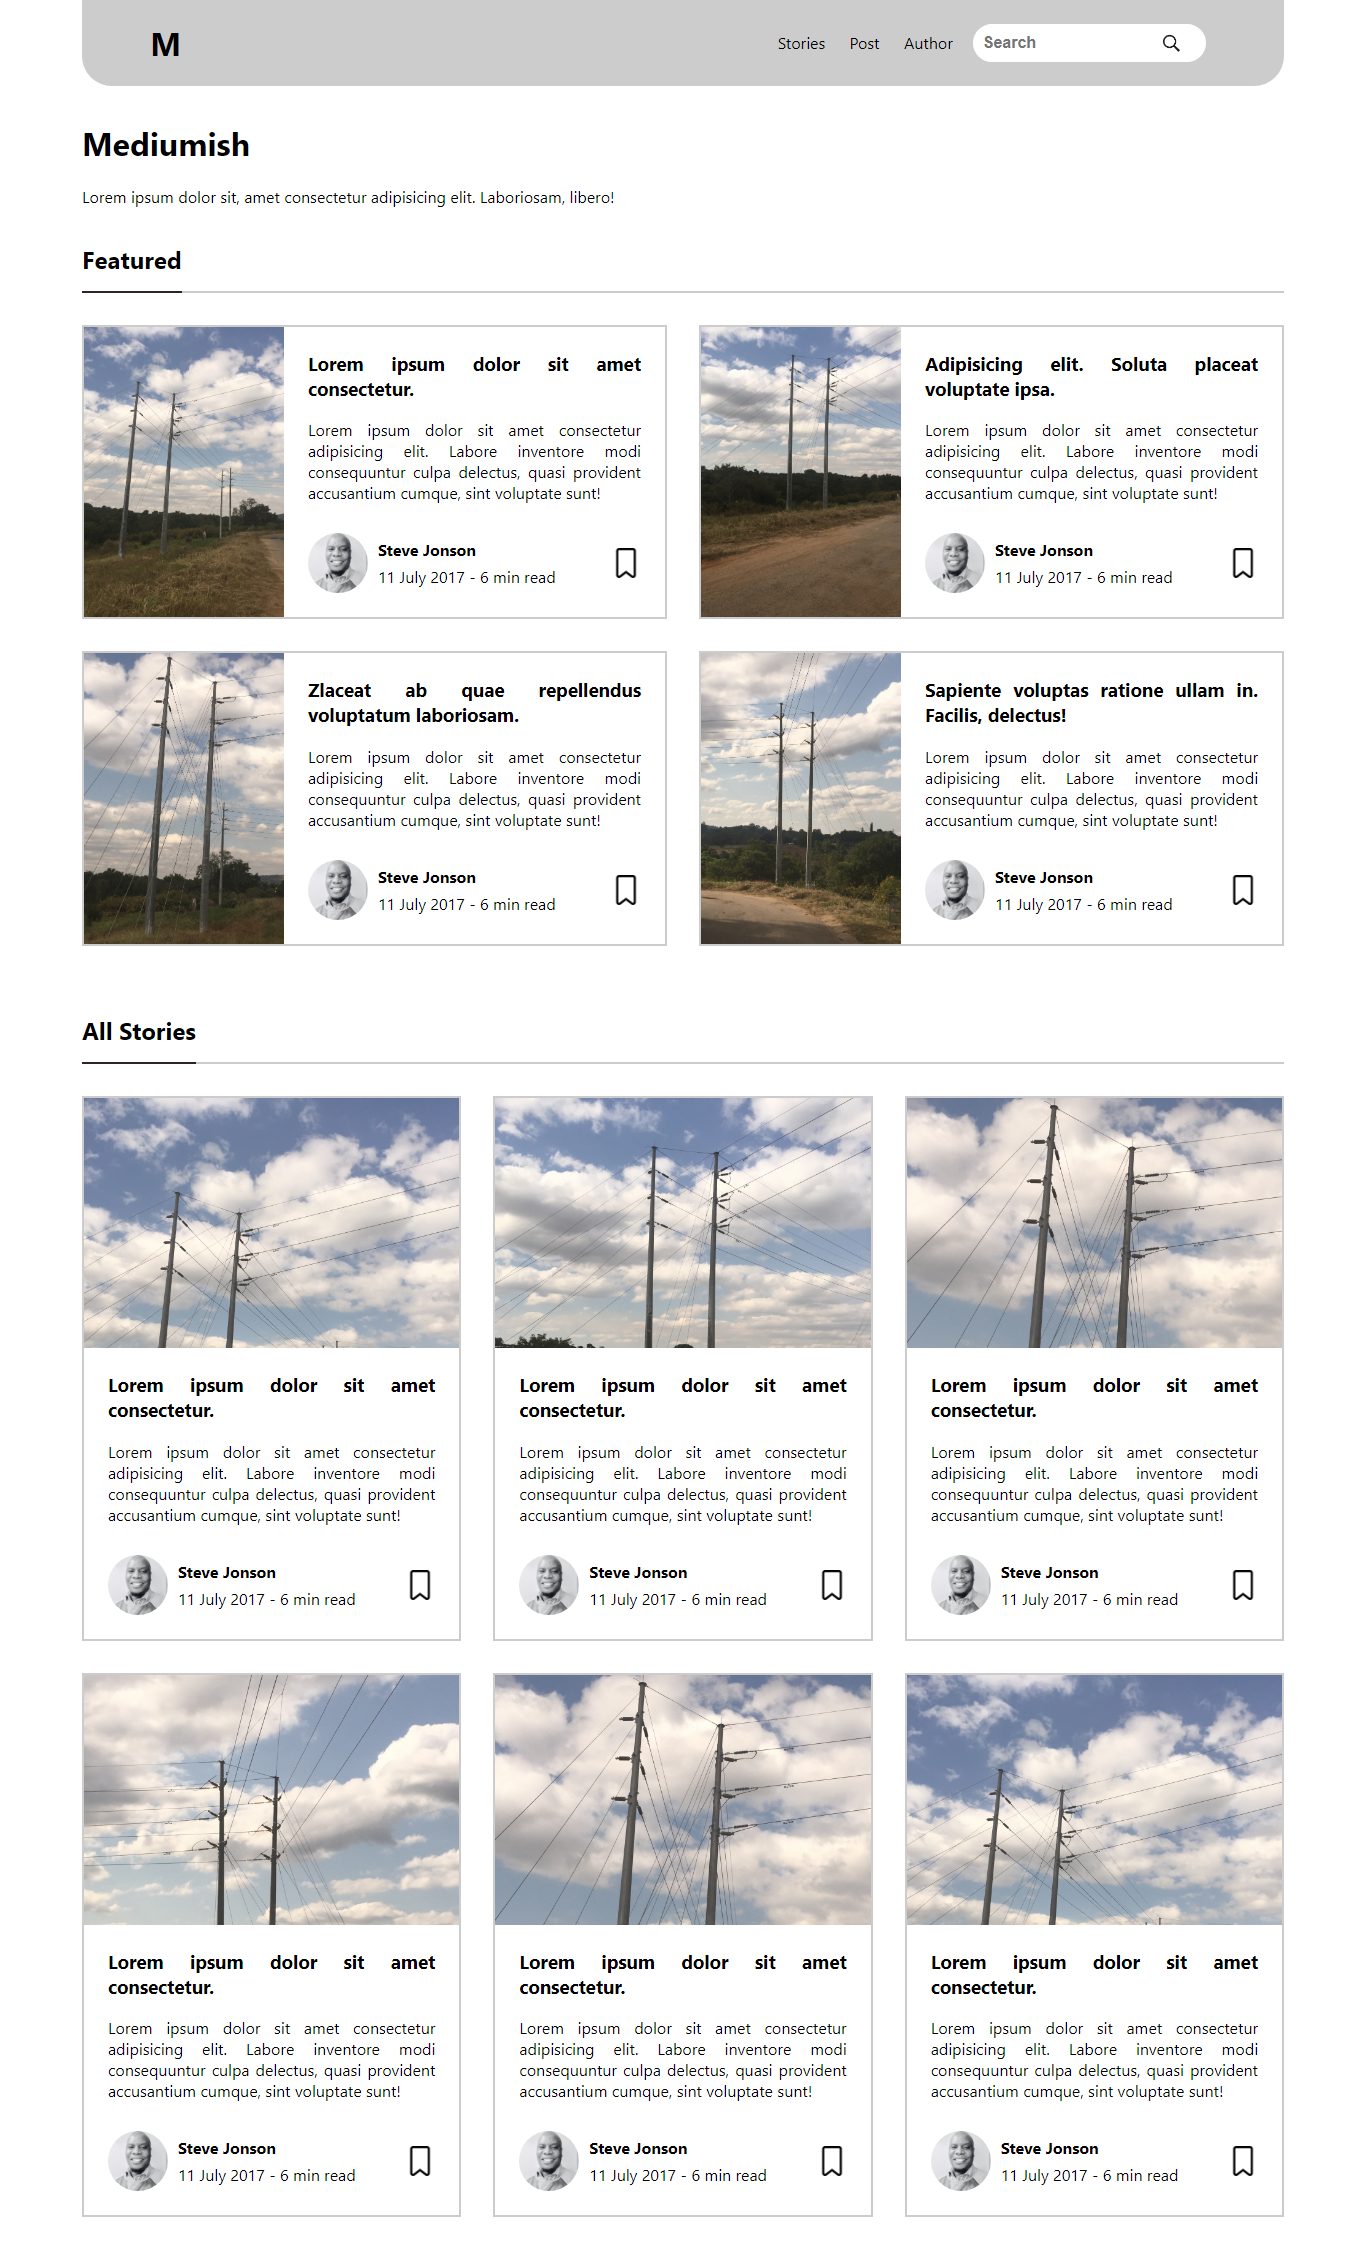 M
Stories Post Author Search
Mediumish
Lorem ipsum dolor sit, amet consectetur adipisicing elit. Laboriosam, libero!
Featured
Lorem ipsum dolor sit amet
consectetur.
Lorem ipsum dolor sit amet consectetur
adipisicing elit. Labore inventore modi
consequuntur culpa delectus, quasi provident
accusantium cumque, sint voluptate sunt!
Steve Jonson
11 July 2017 - 6 min read
Adipisicing elit. Soluta placeat
voluptate ipsa.
Lorem ipsum dolor sit amet consectetur
adipisicing elit. Labore inventore modi
consequuntur culpa delectus, quasi provident
accusantium cumque, sint voluptate sunt!
Steve Jonson
11 July 2017 - 6 min read
Zlaceat ab quae repellendus
voluptatum laboriosam.
Lorem ipsum dolor sit amet consectetur
adipisicing elit. Labore inventore modi
consequuntur culpa delectus, quasi provident
accusantium cumque, sint voluptate sunt!
Steve Jonson
11 July 2017 - 6 min read
Sapiente voluptas ratione ullam in.
Facilis, delectus!
Lorem ipsum dolor sit amet consectetur
adipisicing elit. Labore inventore modi
consequuntur culpa delectus, quasi provident
accusantium cumque, sint voluptate sunt!
Steve Jonson
11 July 2017 - 6 min read
All Stories
Lorem ipsum dolor sit amet
consectetur.
Lorem ipsum dolor sit amet consectetur
adipisicing elit. Labore inventore modi
consequuntur culpa delectus, quasi provident
accusantium cumque, sint voluptate sunt!
Steve Jonson
11 July 2017 - 6 min read
Lorem ipsum dolor sit amet
consectetur.
Lorem ipsum dolor sit amet consectetur
adipisicing elit. Labore inventore modi
consequuntur culpa delectus, quasi provident
accusantium cumque, sint voluptate sunt!
Steve Jonson
11 July 2017 - 6 min read
Lorem ipsum dolor sit amet
consectetur.
Lorem ipsum dolor sit amet consectetur
adipisicing elit. Labore inventore modi
consequuntur culpa delectus, quasi provident
accusantium cumque, sint voluptate sunt!
Steve Jonson
11 July 2017 - 6 min read
Lorem ipsum dolor sit amet
consectetur.
Lorem ipsum dolor sit amet consectetur
adipisicing elit. Labore inventore modi
consequuntur culpa delectus, quasi provident
accusantium cumque, sint voluptate sunt!
Steve Jonson
11 July 2017 - 6 min read
Lorem ipsum dolor sit amet
consectetur.
Lorem ipsum dolor sit amet consectetur
adipisicing elit. Labore inventore modi
consequuntur culpa delectus, quasi provident
accusantium cumque, sint voluptate sunt!
Steve Jonson
11 July 2017 - 6 min read
Lorem ipsum dolor sit amet
consectetur.
Lorem ipsum dolor sit amet consectetur
adipisicing elit. Labore inventore modi
consequuntur culpa delectus, quasi provident
accusantium cumque, sint voluptate sunt!
Steve Jonson
11 July 2017 - 6 min read